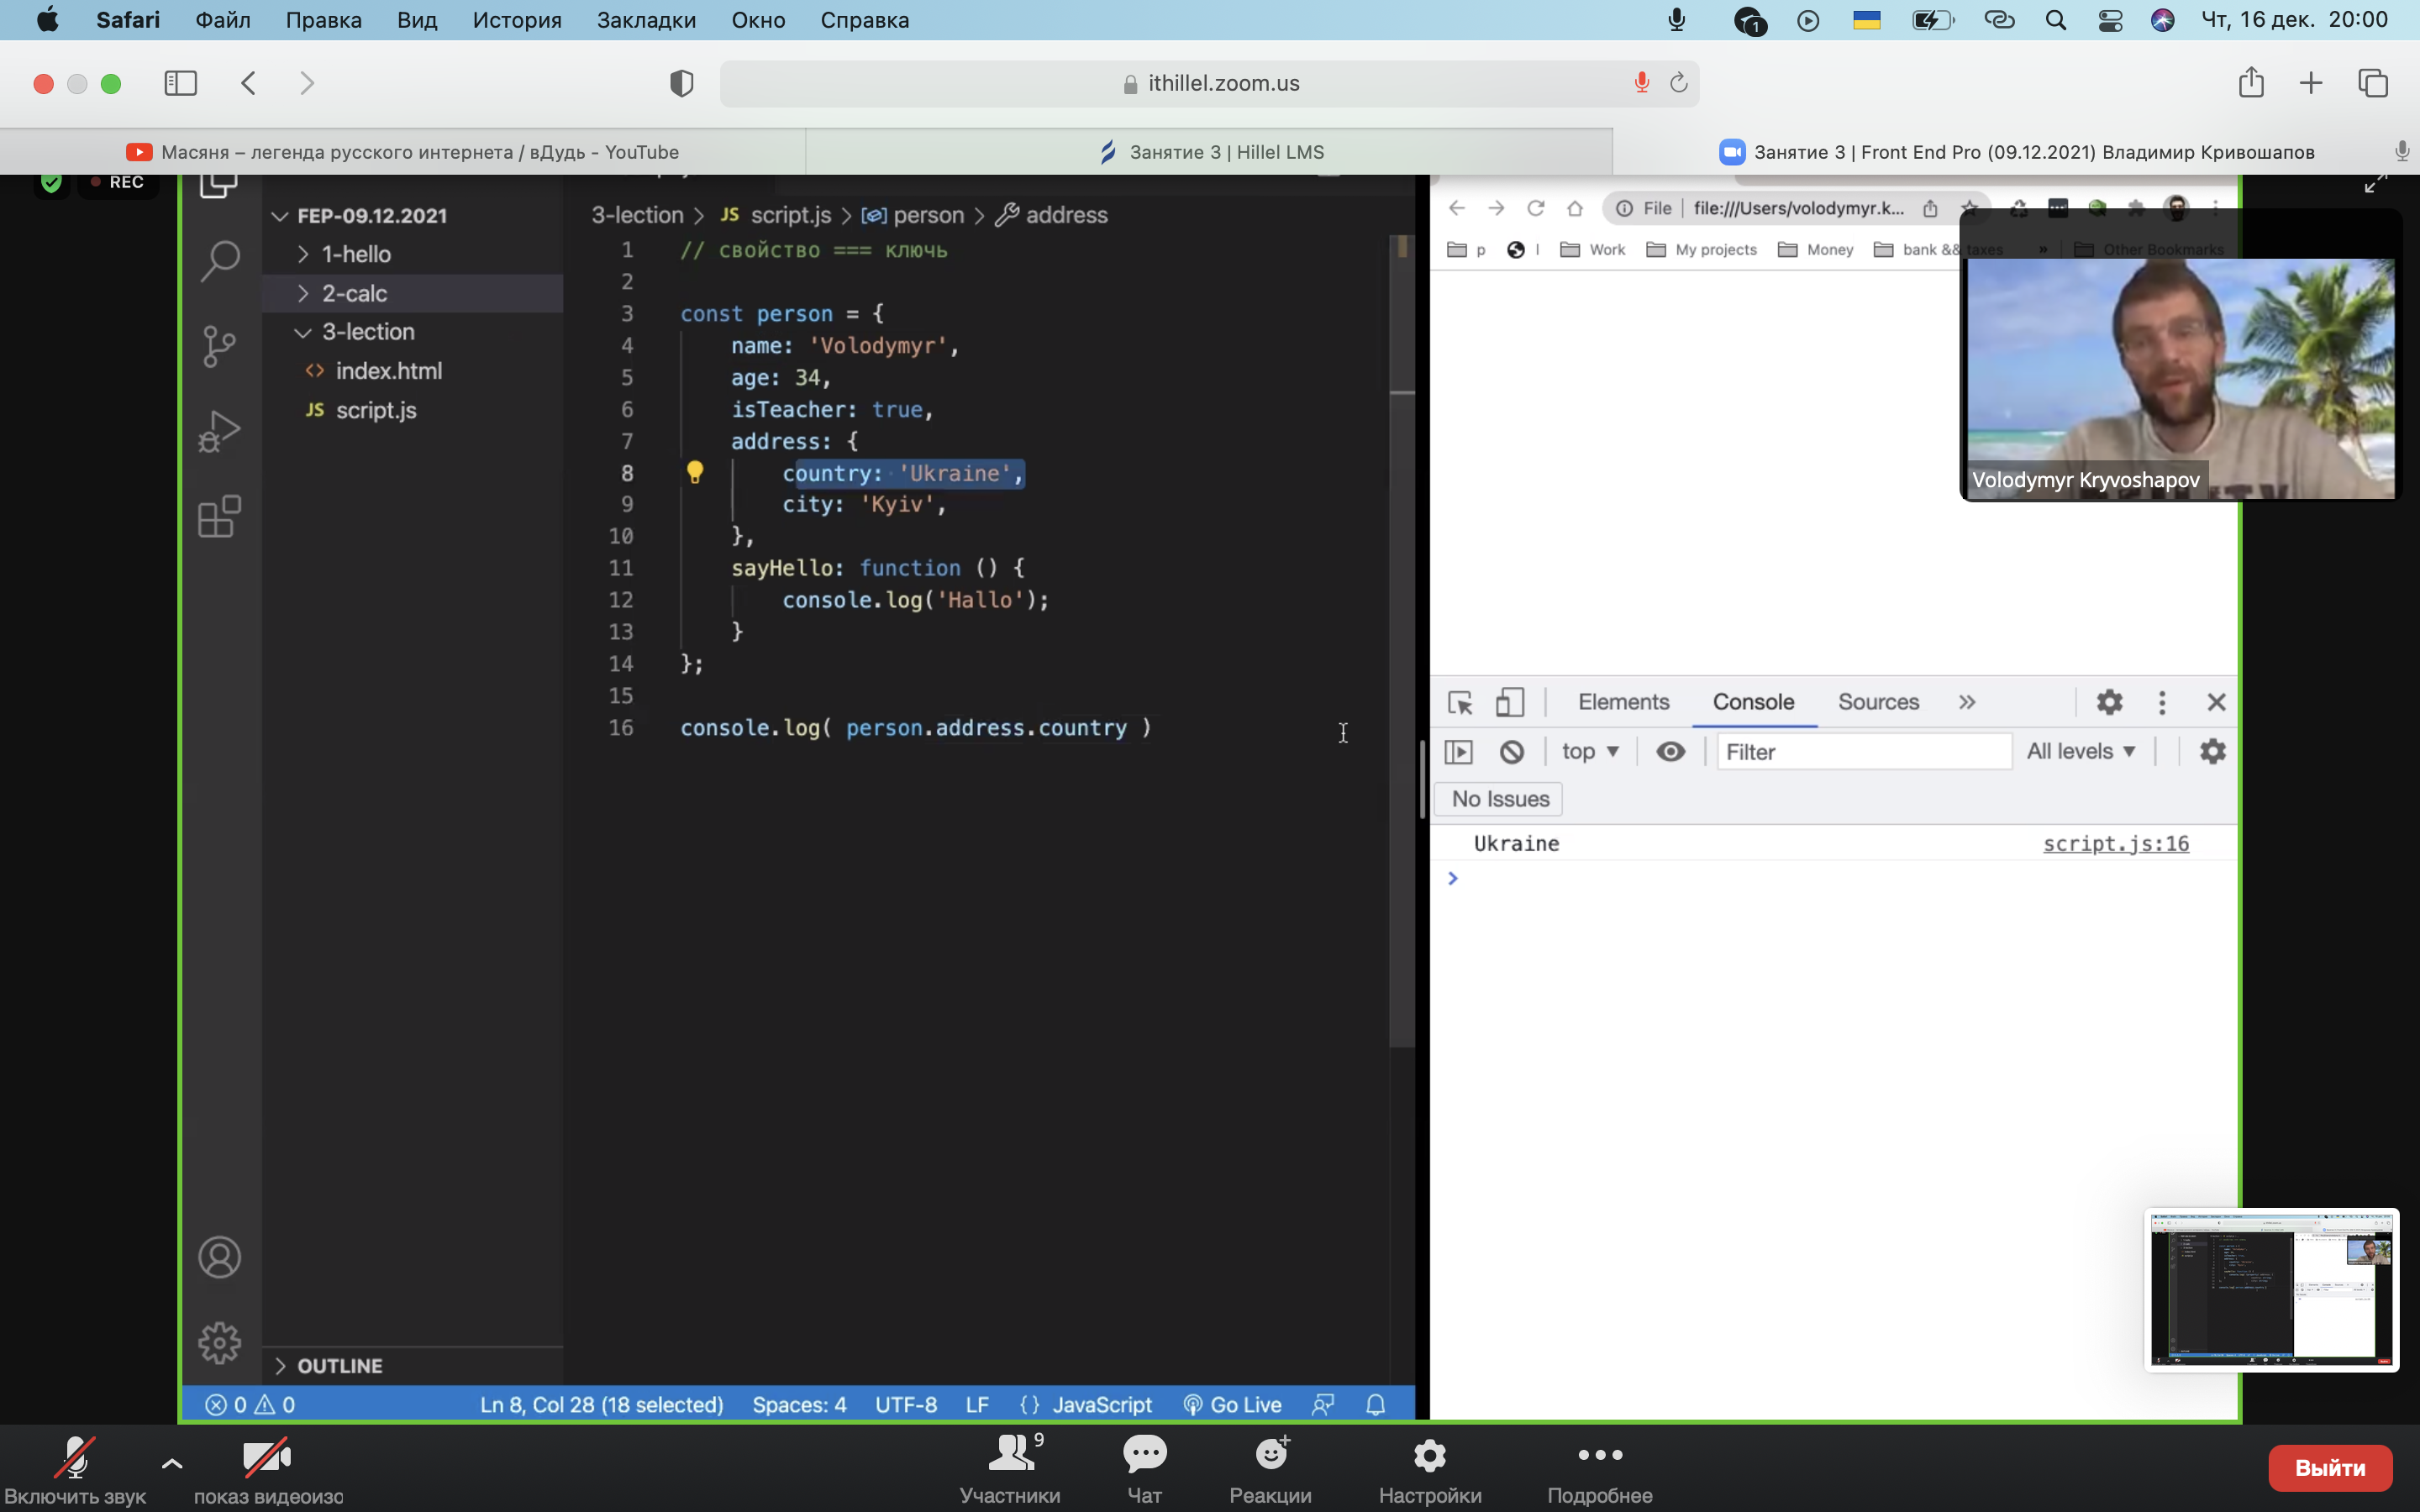 Safari Файл Правка Вид История Закладки Окно Справка
1
Чт, 16 дек. 20:00
ithillel.zoom.us
Масяня – легенда русского интернета / вДудь - YouTube
Занятие 3 | Hillel LMS
Занятие 3 | Front End Pro (09.12.2021) Владимир Кривошапов
REC
FEP-09.12.2021
1-hello
2-calc
3-lection
index.html
JS script.js
OUTLINE
3-lection > JS script.js > person > address
1 // свойство === ключь
2
3 const person = {
4 name: 'Volodymyr',
5 age: 34,
6 isTeacher: true,
7 address: {
8 country: 'Ukraine',
9 city: 'Kyiv',
10 },
11 sayHello: function () {
12 console.log('Hallo');
13 }
14 };
15
16 console.log( person.address.country )
0 0 Ln 8, Col 28 (18 selected) Spaces: 4 UTF-8 LF {} JavaScript Go Live
File | file:///Users/volodymyr.k...
p l Work My projects Money bank && taxes » Other Bookmarks
Volodymyr Kryvoshapov
Elements Console Sources »
top Filter All levels
No Issues
Ukraine script.js:16
>
Включить звук
показ видеоизо
Участники 9
Чат
Реакции
Настройки
Подробнее
Выйти